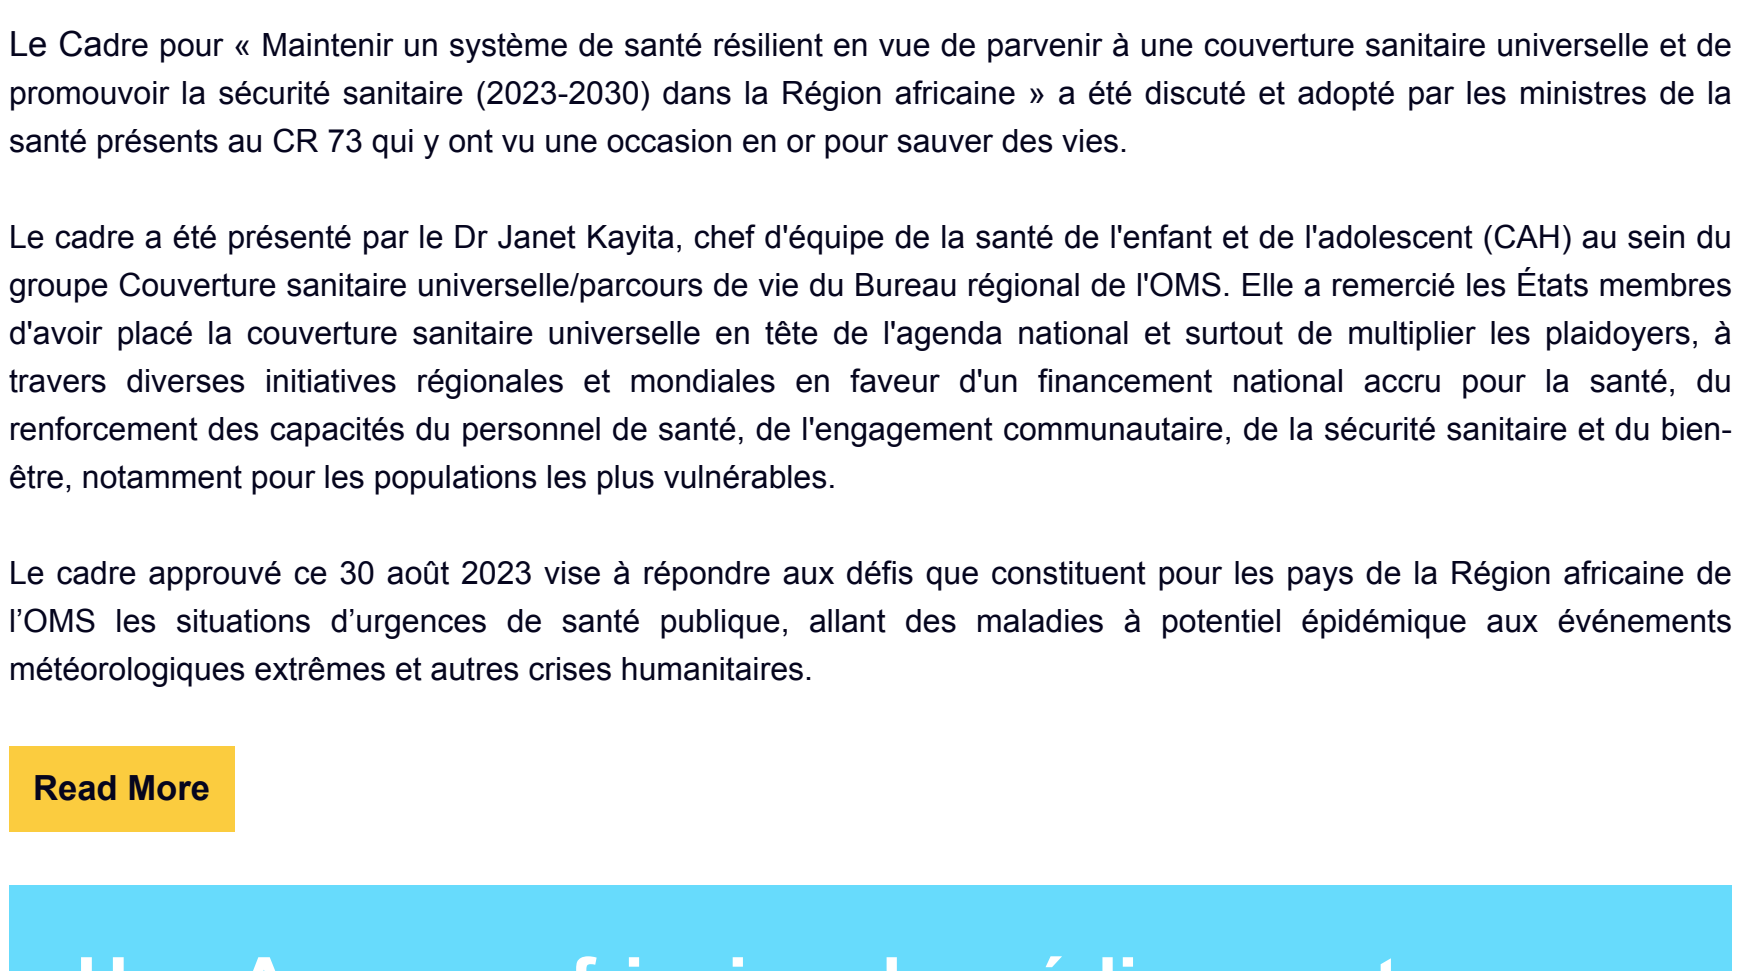 Le Cadre pour « Maintenir un système de santé résilient en vue de parvenir à une couverture sanitaire universelle et de
promouvoir la sécurité sanitaire (2023-2030) dans la Région africaine » a été discuté et adopté par les ministres de la
santé présents au CR 73 qui y ont vu une occasion en or pour sauver des vies.
Le cadre a été présenté par le Dr Janet Kayita, chef d'équipe de la santé de l'enfant et de l'adolescent (CAH) au sein du
groupe Couverture sanitaire universelle/parcours de vie du Bureau régional de l'OMS. Elle a remercié les États membres
d'avoir placé la couverture sanitaire universelle en tête de l'agenda national et surtout de multiplier les plaidoyers, à
travers diverses initiatives régionales et mondiales en faveur d'un financement national accru pour la santé, du
renforcement des capacités du personnel de santé, de l'engagement communautaire, de la sécurité sanitaire et du bien-
être, notamment pour les populations les plus vulnérables.
Le cadre approuvé ce 30 août 2023 vise à répondre aux défis que constituent pour les pays de la Région africaine de
l’OMS les situations d’urgences de santé publique, allant des maladies à potentiel épidémique aux événements
météorologiques extrêmes et autres crises humanitaires.
Read More